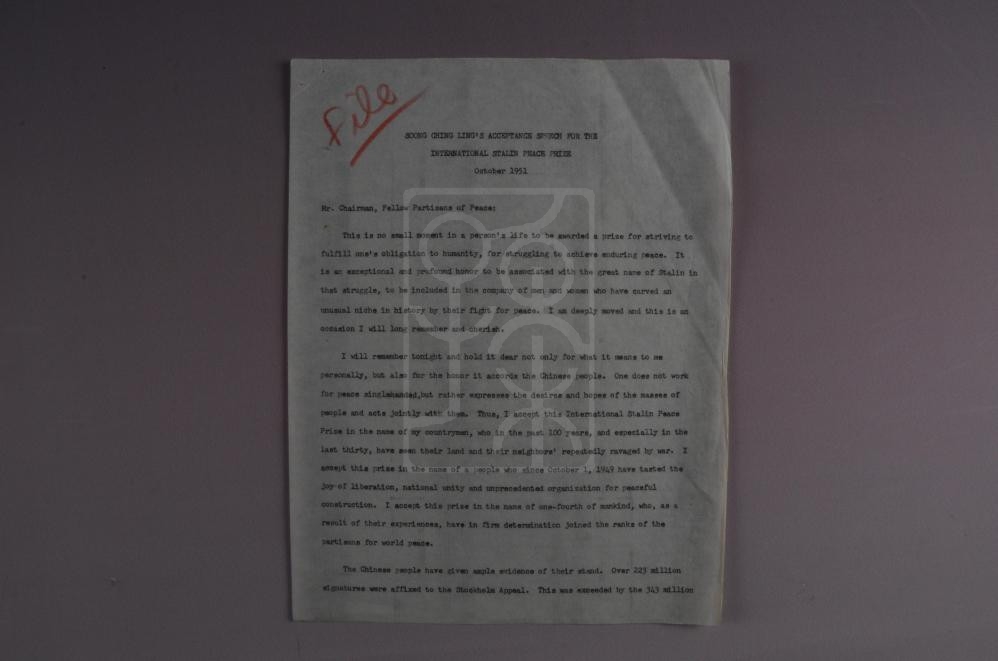 File
SOONG CHING LING'S ACCEPTANCE SPEECH FOR THE
INTERNATIONAL STALIN PEACE PRIZE
October 1951
Mr. Chairman, Fellow Partisans of Peace:
This is no small moment in a person's life to be awarded a prize for striving to
fulfill one's obligation to humanity, for struggling to achieve enduring peace. It
is an exceptional and profound honor to be associated with the great name of Stalin in
that struggle, to be included in the company of men and women who have carved an
unusual niche in history by their fight for peace. I am deeply moved and this is an
occasion I will long remember and cherish.
I will remember tonight and hold it dear not only for what it means to me
personally, but also for the honor it accords the Chinese people. One does not work
for peace singlehanded,but rather expresses the desires and hopes of the masses of
people and acts jointly with them. Thus, I accept this International Stalin Peace
Prize in the name of my countrymen, who in the past 100 years, and especially in the
last thirty, have seen their land and their neighbors' repeatedly ravaged by war. I
accept this prize in the name of a people who since October 1, 1949 have tasted the
joy of liberation, national unity and unprecedented organization for peaceful
construction. I accept this prize in the name of one-fourth of mankind, who, as a
result of their experiences, have in firm determination joined the ranks of the
partisans for world peace.
The Chinese people have given ample evidence of their stand. Over 223 million
signatures were affixed to the Stockholm Appeal. This was exceeded by the 343 million